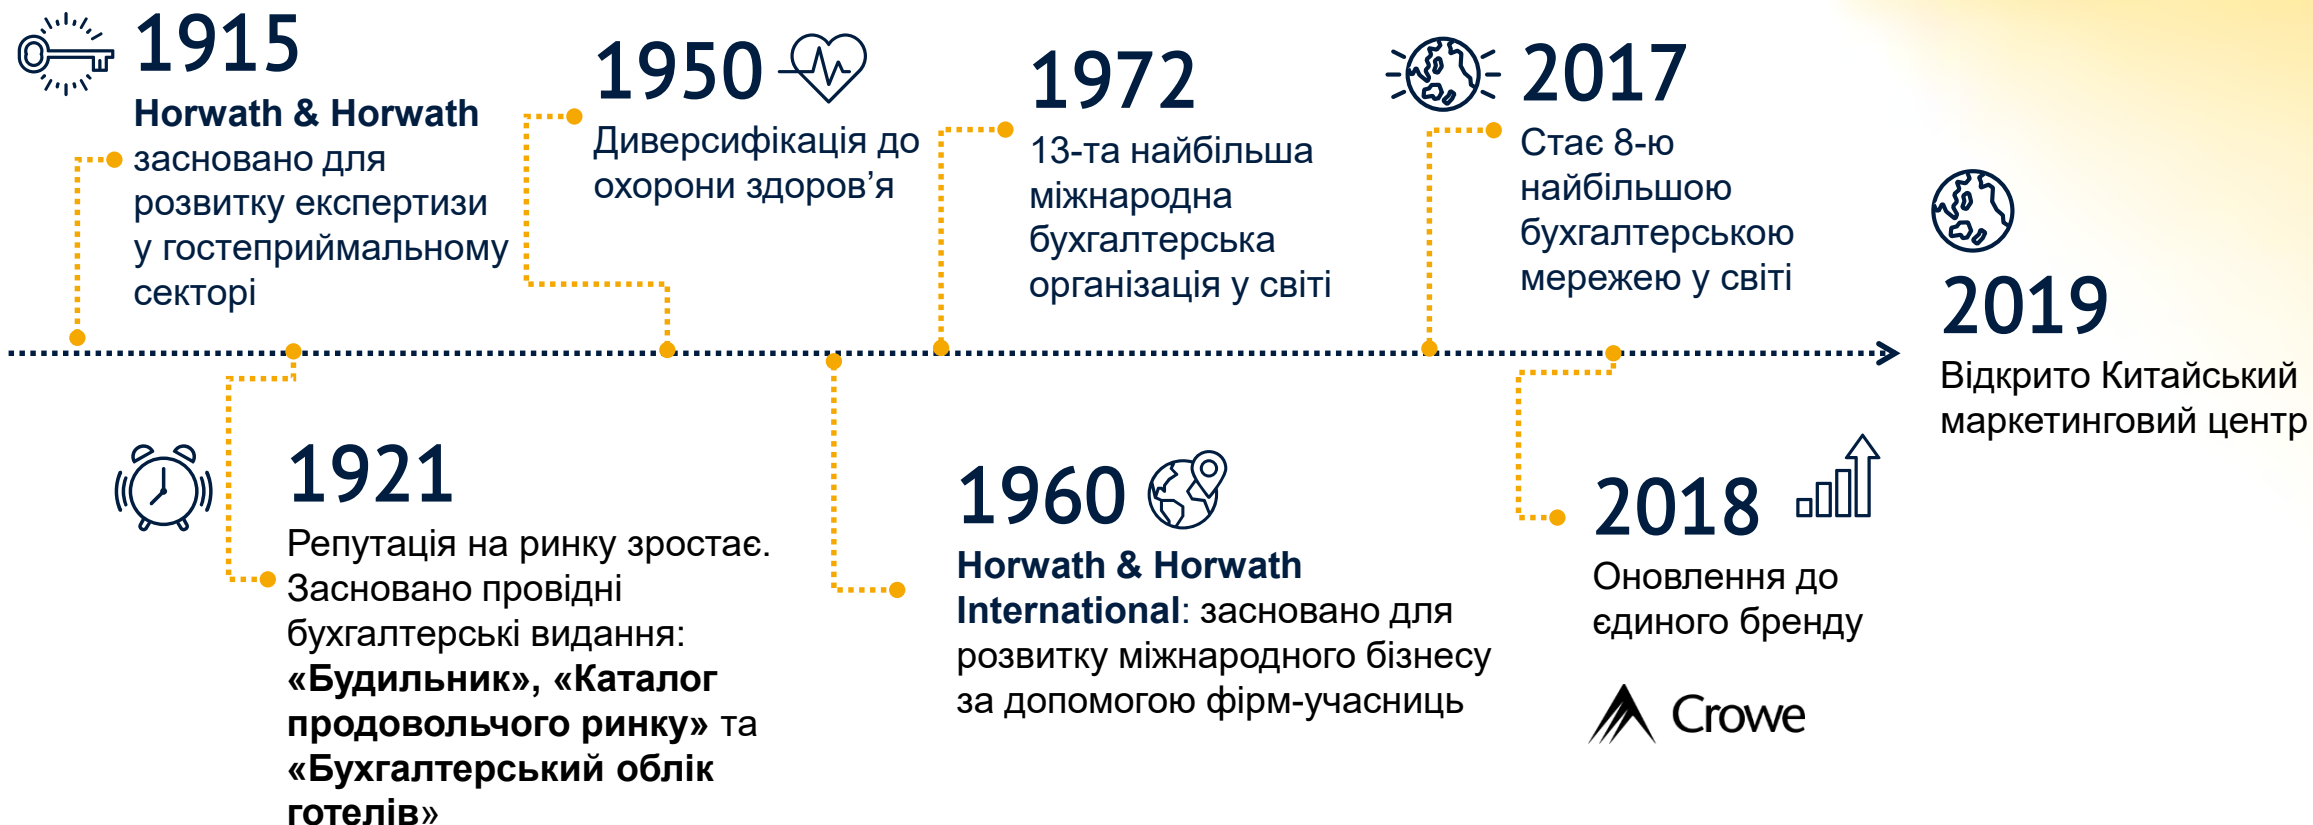 1915
Horwath & Horwath
засновано для
розвитку експертизи
у гостеприймальному
секторі
1950
Диверсифікація до
охорони здоров’я
1972
13-та найбільша
міжнародна
бухгалтерська
організація у світі
2017
Стає 8-ю
найбільшою
бухгалтерською
мережею у світі
2019
Відкрито Китайський
маркетинговий центр
1921
Репутація на ринку зростає.
Засновано провідні
бухгалтерські видання:
«Будильник», «Каталог
продовольчого ринку» та
«Бухгалтерський облік
готелів»
1960
Horwath & Horwath
International: засновано для
розвитку міжнародного бізнесу
за допомогою фірм-учасниць
2018
Оновлення до
єдиного бренду
Crowe